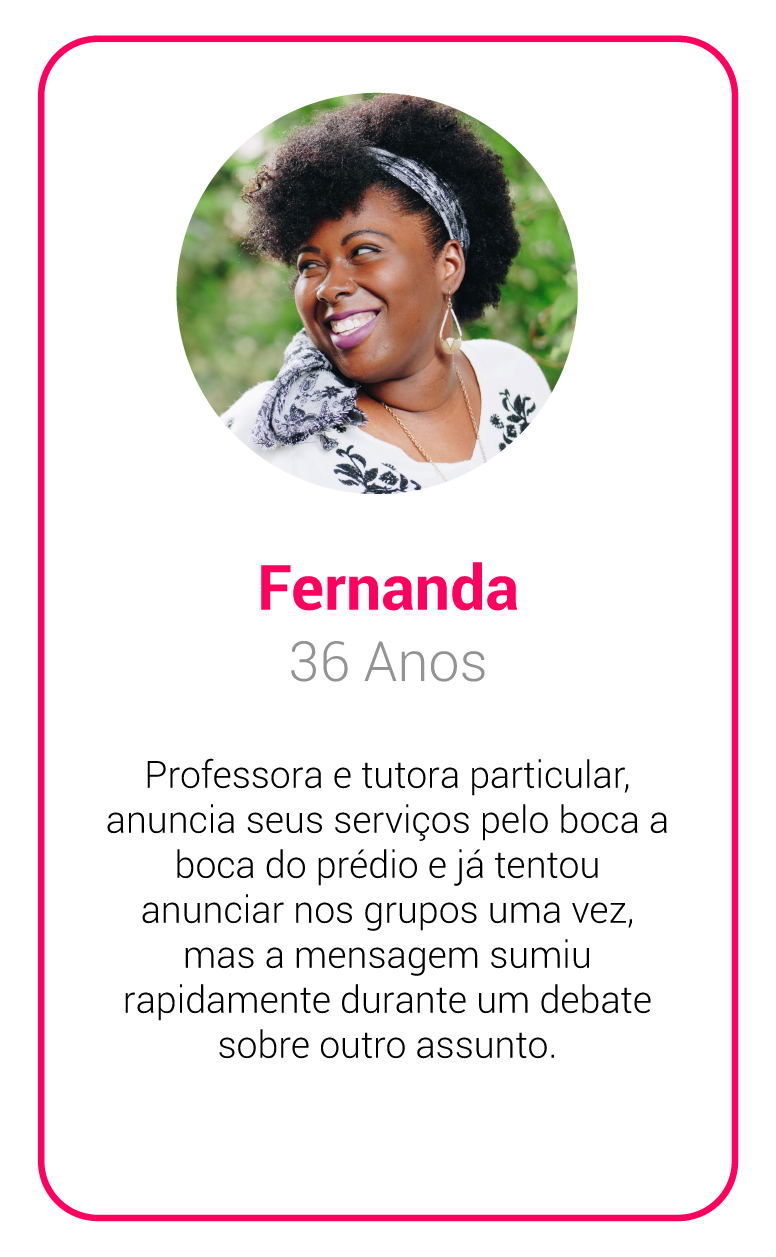 Fernanda
36 Anos
Professora e tutora particular,
anuncia seus serviços pelo boca a
boca do prédio e já tentou
anunciar nos grupos uma vez,
mas a mensagem sumiu
rapidamente durante um debate
sobre outro assunto.